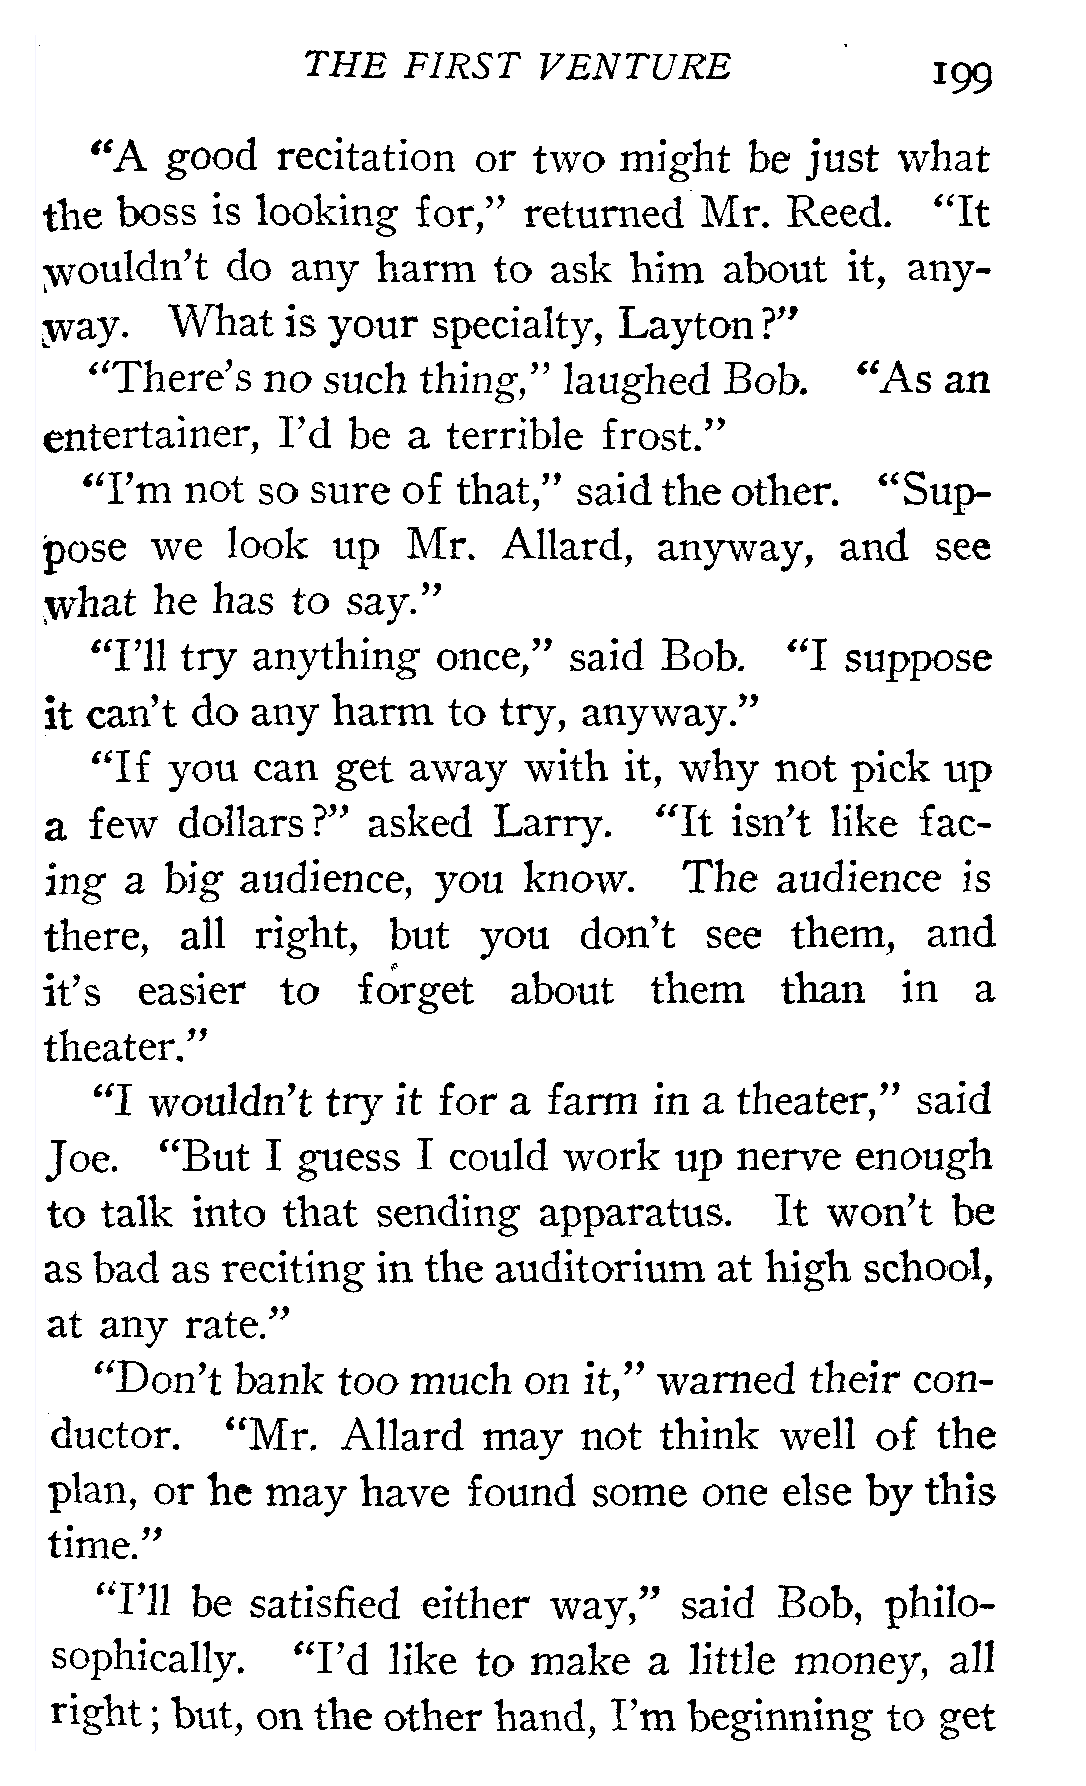 THE FIRST VENTURE 199
“A good recitation or two might be just what
the boss is looking for,” returned Mr. Reed. “It
wouldn’t do any harm to ask him about it, any-
way. What is your specialty, Layton?”
“There’s no such thing,” laughed Bob. “As an
entertainer, I’d be a terrible frost.”
“I’m not so sure of that,” said the other. “Sup-
pose we look up Mr. Allard, anyway, and see
what he has to say.”
“I’ll try anything once,” said Bob. “I suppose
it can’t do any harm to try, anyway.”
“If you can get away with it, why not pick up
a few dollars?” asked Larry. “It isn’t like fac-
ing a big audience, you know. The audience is
there, all right, but you don’t see them, and
it’s easier to forget about them than in a
theater.”
“I wouldn’t try it for a farm in a theater,” said
Joe. “But I guess I could work up nerve enough
to talk into that sending apparatus. It won’t be
as bad as reciting in the auditorium at high school,
at any rate.”
“Don’t bank too much on it,” warned their con-
ductor. “Mr. Allard may not think well of the
plan, or he may have found some one else by this
time.”
“I’ll be satisfied either way,” said Bob, philo-
sophically. “I’d like to make a little money, all
right; but, on the other hand, I’m beginning to get